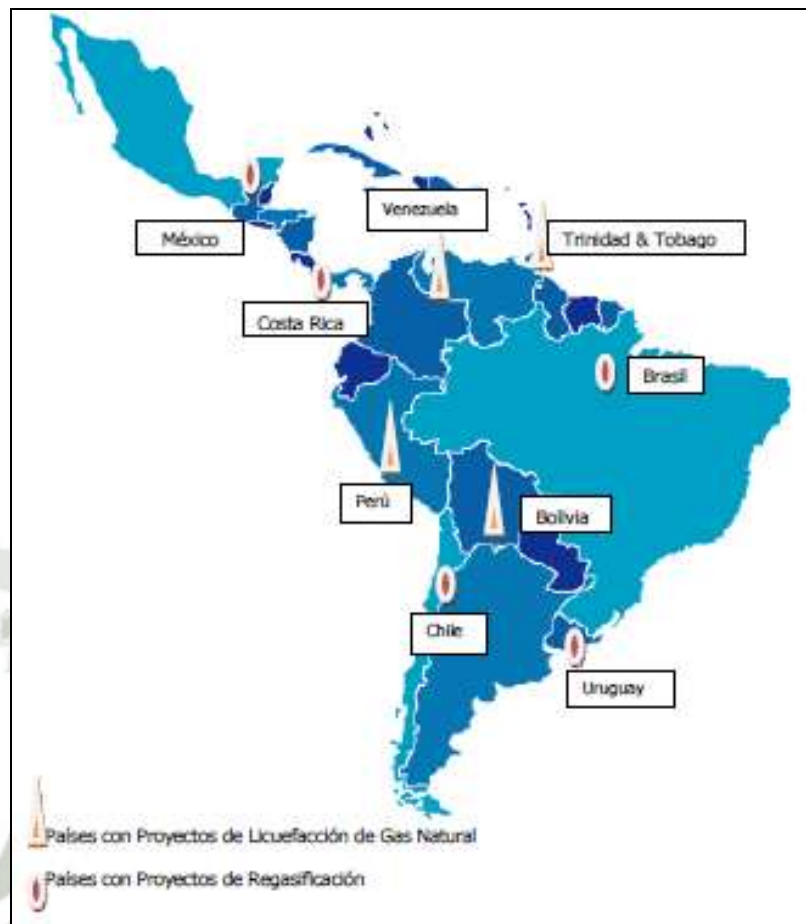 Venezuela
México
Trinidad & Tobago
Costa Rica
Brasil
Perú
Bolivia
Chile
Uruguay
Países con Proyectos de Licuefacción de Gas Natural
Países con Proyectos de Regasificación